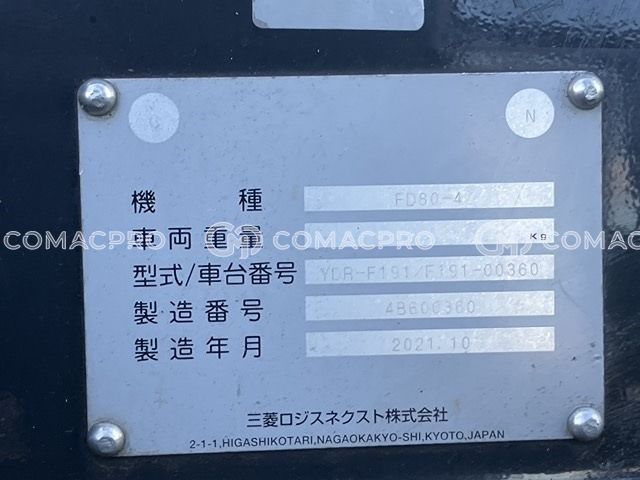 N
機種 FD80-4
車両重量 Kg
COMACPRO COMACPRO COMACPRO
型式/車台番号 YDR-F191/F191-00360
製造番号 4B600360
製造年月 2021.10
三菱ロジスネクスト株式会社
2-1-1,HIGASHIKOTARI,NAGAOKAKYO-SHI,KYOTO,JAPAN